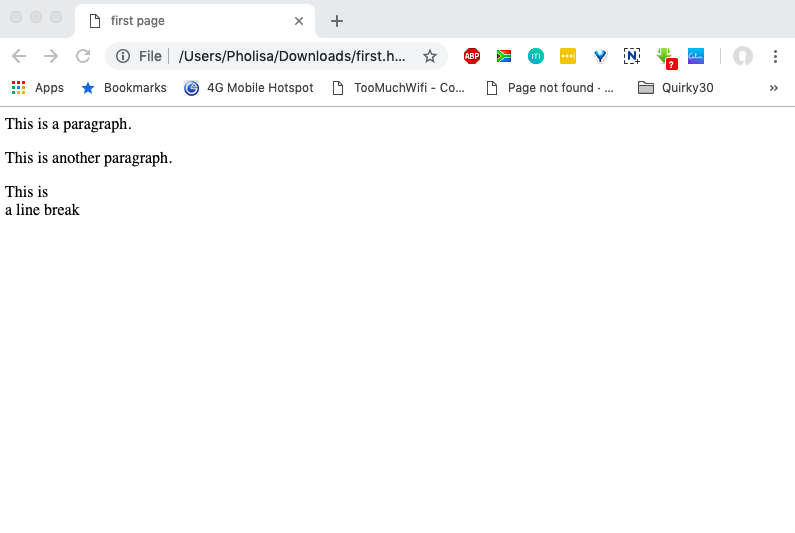 first page
File /Users/Pholisa/Downloads/first.h...
ABP
m
N
?
Apps Bookmarks 4G Mobile Hotspot TooMuchWifi - Co... Page not found · ... Quirky30 »
This is a paragraph.
This is another paragraph.
This is
a line break